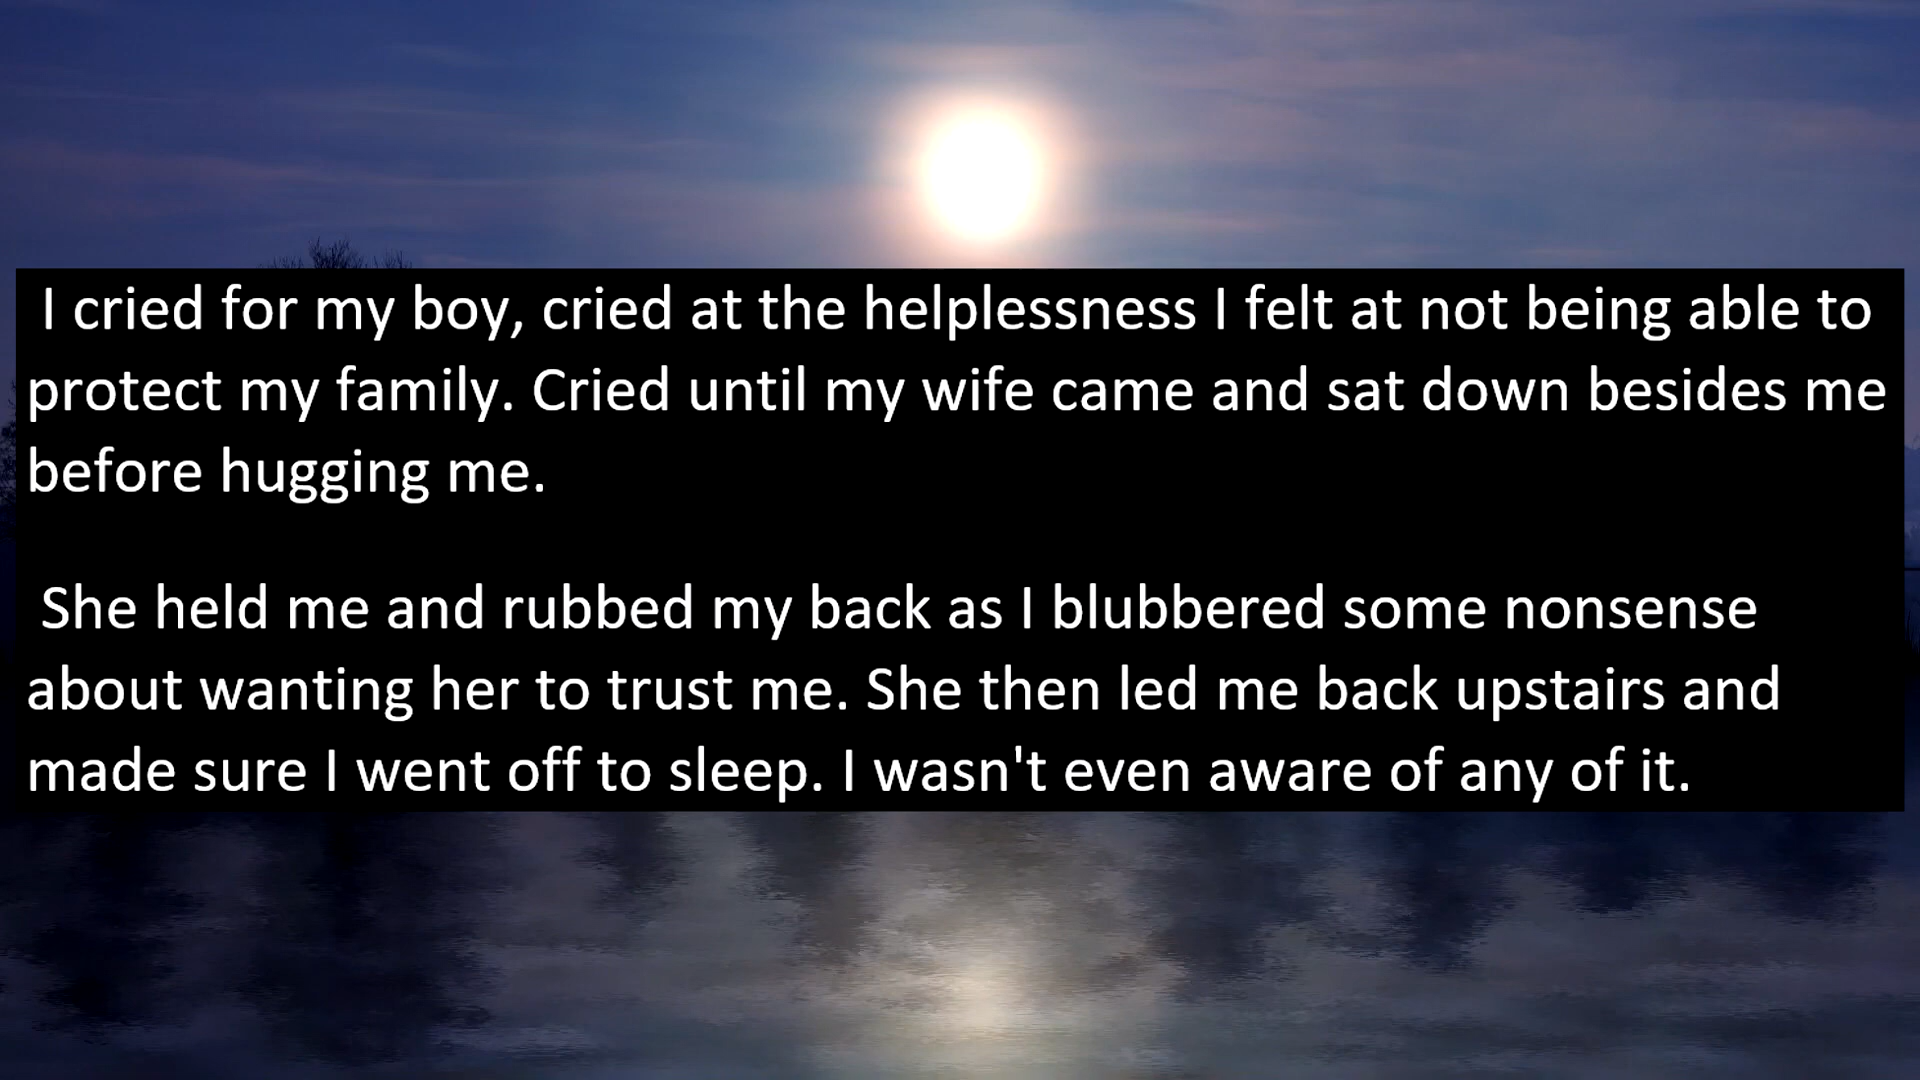 I cried for my boy, cried at the helplessness I felt at not being able to
protect my family. Cried until my wife came and sat down besides me
before hugging me.
She held me and rubbed my back as I blubbered some nonsense
about wanting her to trust me. She then led me back upstairs and
made sure I went off to sleep. I wasn't even aware of any of it.